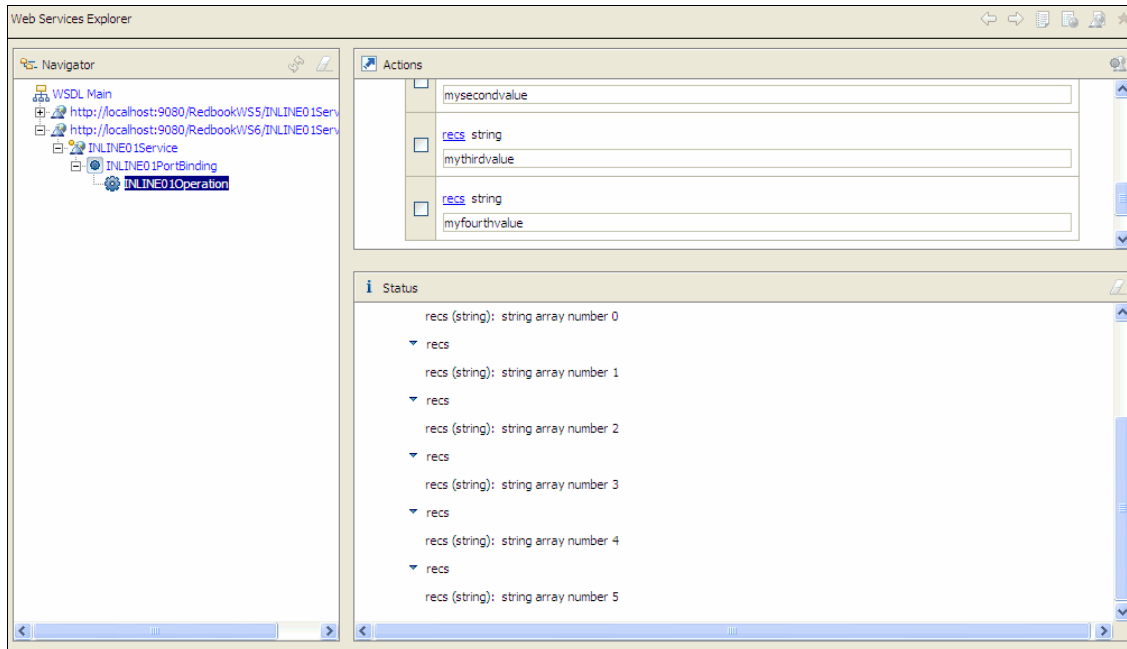 Web Services Explorer
Navigator
WSDL Main
http://localhost:9080/RedbookWS5/INLINE01Serv
http://localhost:9080/RedbookWS6/INLINE01Serv
INLINE01Service
INLINE01PortBinding
INLINE01Operation
Actions
mysecondvalue
recs string
mythirdvalue
recs string
myfourthvalue
i Status
recs (string): string array number 0
recs
recs (string): string array number 1
recs
recs (string): string array number 2
recs
recs (string): string array number 3
recs
recs (string): string array number 4
recs
recs (string): string array number 5